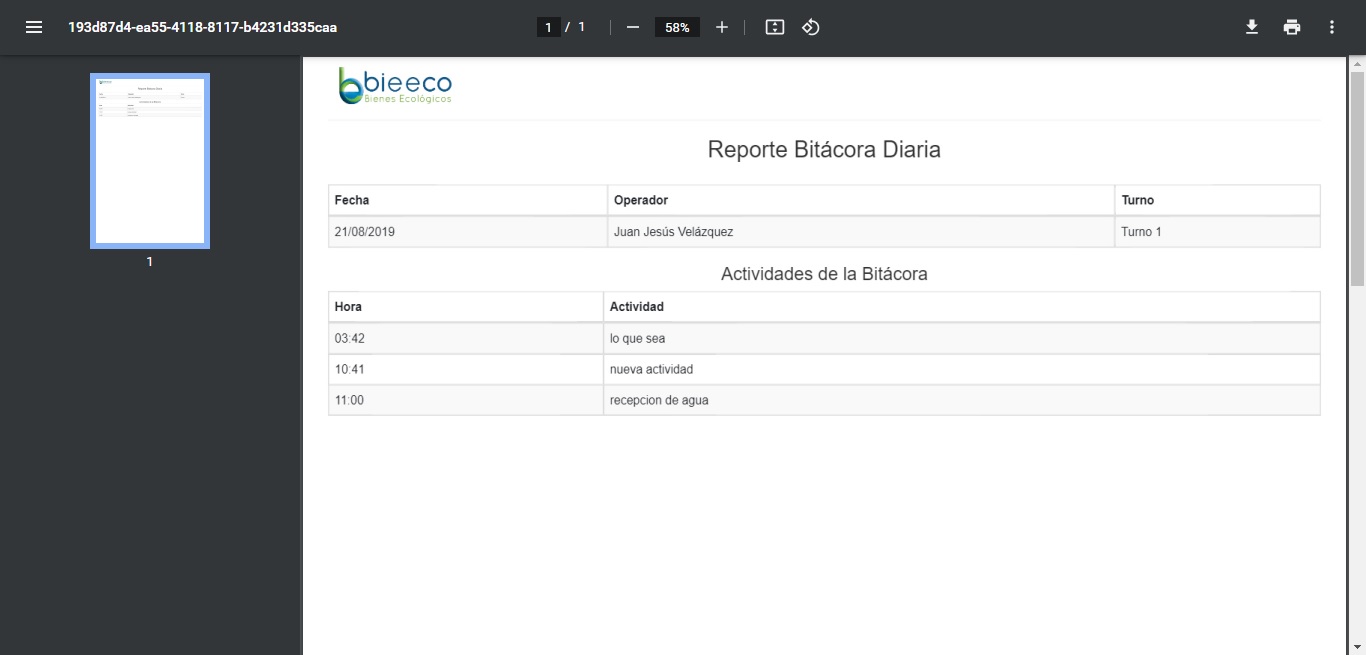 193d87d4-ea55-4118-8117-b4231d335caa
1 / 1
58%
1
bieeco
Bienes Ecológicos
Reporte Bitácora Diaria
Fecha Operador Turno
21/08/2019 Juan Jesús Velázquez Turno 1
Actividades de la Bitácora
Hora Actividad
03:42 lo que sea
10:41 nueva actividad
11:00 recepcion de agua